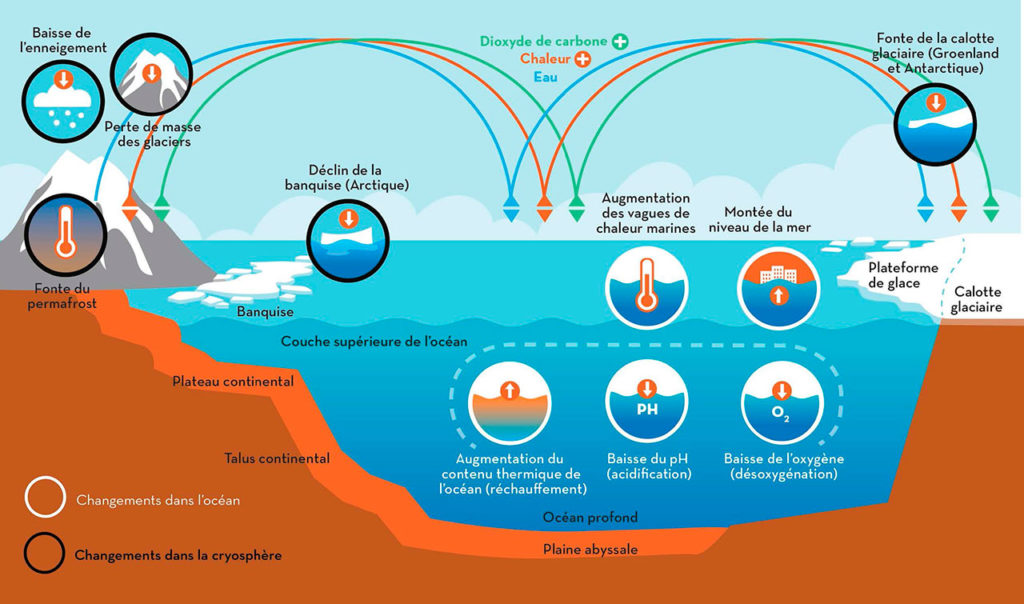 Baisse de
l'enneigement
Perte de masse
des glaciers
Dioxyde de carbone
Chaleur
Eau
Fonte de la calotte
glaciaire (Groenland
et Antarctique)
Déclin de la
banquise (Arctique)
Augmentation
des vagues de
chaleur marines
Montée du
niveau de la mer
Fonte du
permafrost
Banquise
Plateforme
de glace
Calotte
glaciaire
Couche supérieure de l'océan
Plateau continental
Talus continental
PH
O₂
Augmentation du
contenu thermique de
l'océan (réchauffement)
Baisse du pH
(acidification)
Baisse de l'oxygène
(désoxygénation)
Océan profond
Plaine abyssale
Changements dans l'océan
Changements dans la cryosphère